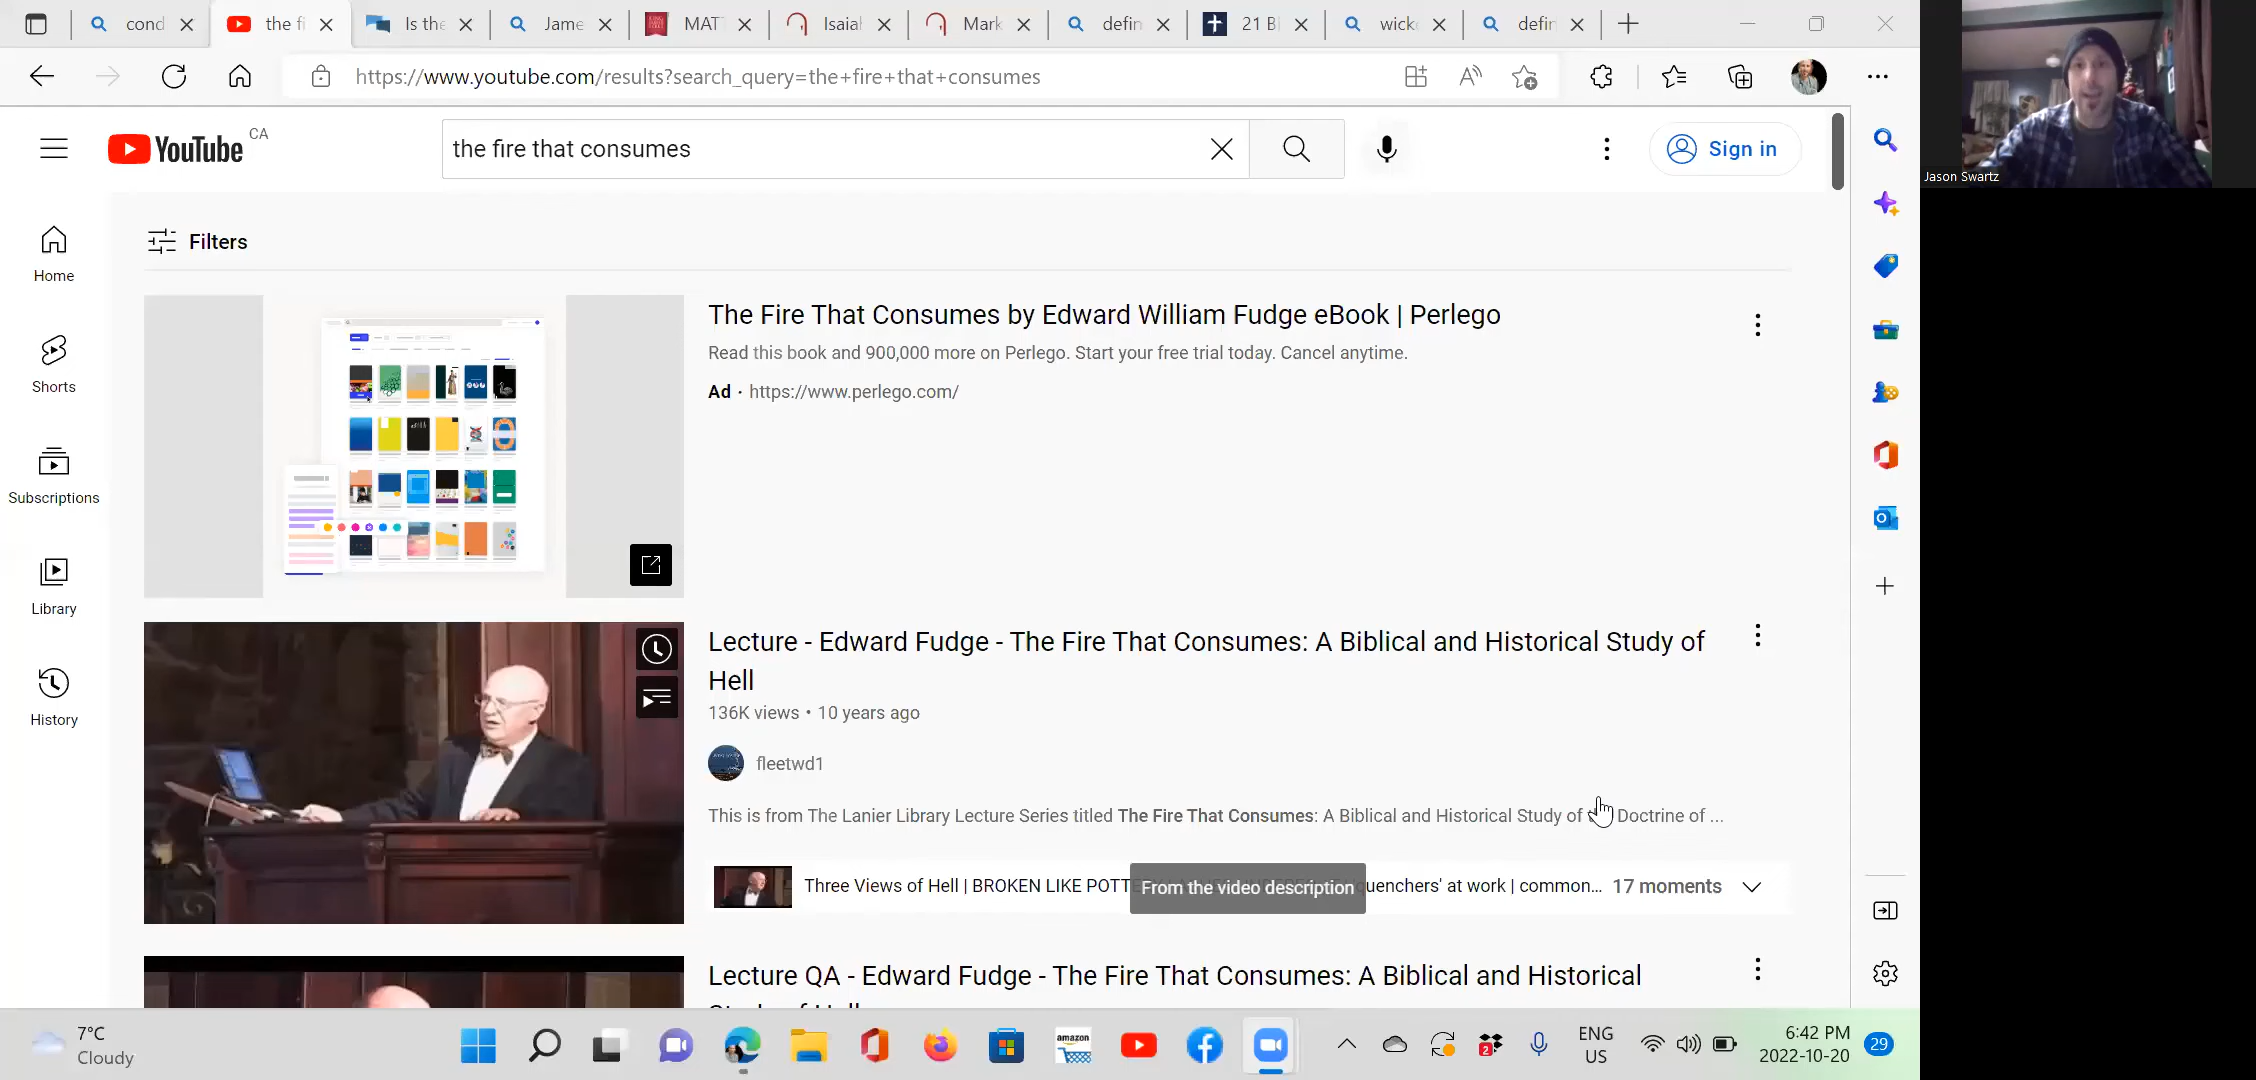 cond
the fi
Is the
Jame
MAT
Isaiah
Mark
defin
21 B
wick
defin
https://www.youtube.com/results?search_query=the+fire+that+consumes
YouTube CA
the fire that consumes
Sign in
Jason Swartz
Home
Shorts
Subscriptions
Library
History
Filters
The Fire That Consumes by Edward William Fudge eBook | Perlego
Read this book and 900,000 more on Perlego. Start your free trial today. Cancel anytime.
Ad · https://www.perlego.com/
Lecture - Edward Fudge - The Fire That Consumes: A Biblical and Historical Study of
Hell
136K views • 10 years ago
fleetwd1
This is from The Lanier Library Lecture Series titled The Fire That Consumes: A Biblical and Historical Study of Doctrine of ...
Three Views of Hell | BROKEN LIKE POTTE
From the video description
quenchers' at work | common... 17 moments
Lecture QA - Edward Fudge - The Fire That Consumes: A Biblical and Historical
7°C
Cloudy
amazon
2
ENG
US
6:42 PM
2022-10-20
29